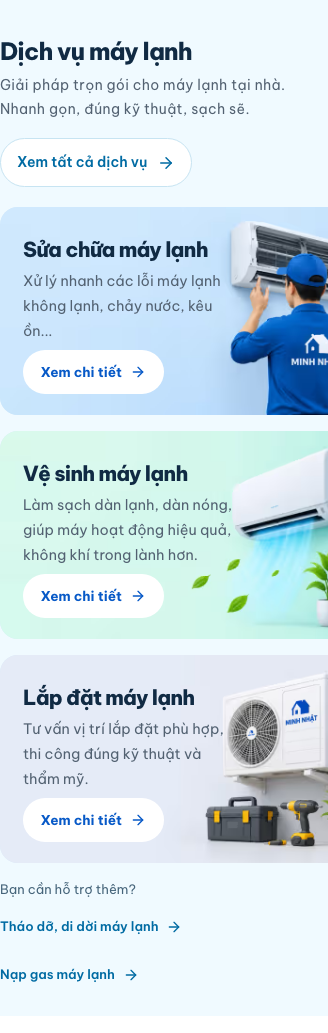 Dịch vụ máy lạnh
Giải pháp trọn gói cho máy lạnh tại nhà.
Nhanh gọn, đúng kỹ thuật, sạch sẽ.
Xem tất cả dịch vụ →
Sửa chữa máy lạnh
Xử lý nhanh các lỗi máy lạnh
không lạnh, chảy nước, kêu
ồn...
Xem chi tiết →
MINH NH
Vệ sinh máy lạnh
Làm sạch dàn lạnh, dàn nóng,
giúp máy hoạt động hiệu quả,
không khí trong lành hơn.
Xem chi tiết →
Lắp đặt máy lạnh
Tư vấn vị trí lắp đặt phù hợp,
thi công đúng kỹ thuật và
thẩm mỹ.
Xem chi tiết →
MINH NHẬT
Bạn cần hỗ trợ thêm?
Tháo dỡ, di dời máy lạnh →
Nạp gas máy lạnh →